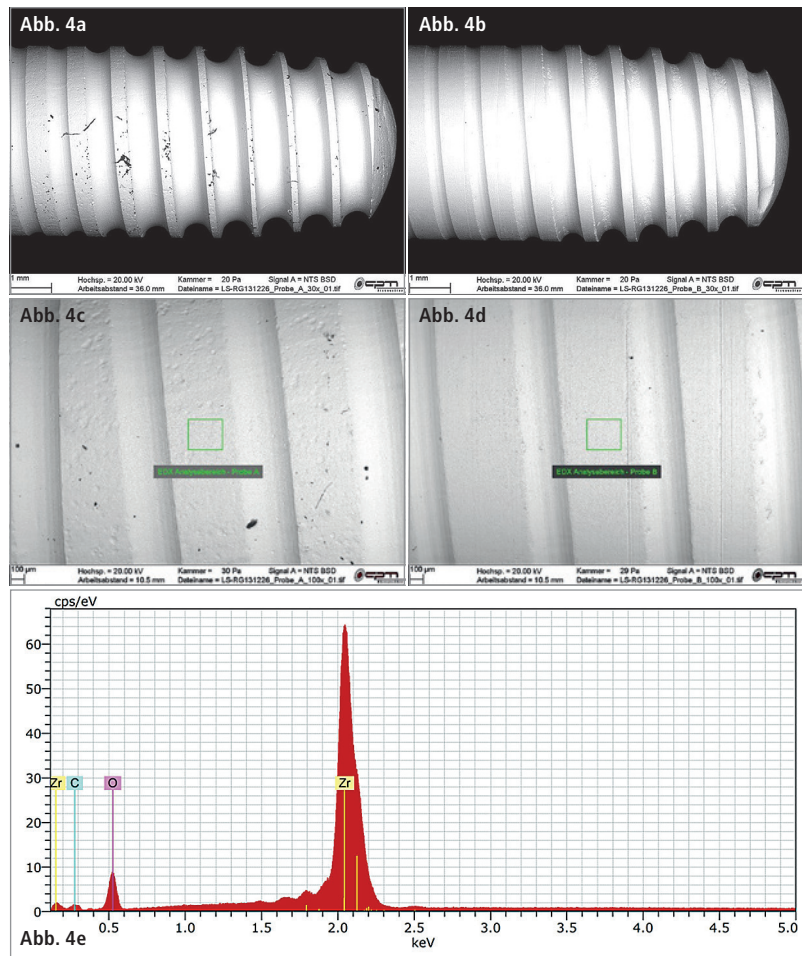 Abb. 4a
Abb. 4b
1 mm
Hochsp. = 20.00 kV
Kammer = 20 Pa
Signal A = NTS BSD
Arbeitsabstand = 36.0 mm
Dateiname = LS-RG131226_Probe_A_30x_01.tif
cpm
1 mm
Hochsp. = 20.00 kV
Kammer = 20 Pa
Signal A = NTS BSD
Arbeitsabstand = 36.0 mm
Dateiname = LS-RG131226_Probe_B_30x_01.tif
cpm
Abb. 4c
Abb. 4d
EDX Analysebereich - Probe A
EDX Analysebereich - Probe B
100 µm
Hochsp. = 20.00 kV
Kammer = 30 Pa
Signal A = NTS BSD
Arbeitsabstand = 10.5 mm
Dateiname = LS-RG131226_Probe_A_100x_01.tif
cpm
100 µm
Hochsp. = 20.00 kV
Kammer = 29 Pa
Signal A = NTS BSD
Arbeitsabstand = 10.5 mm
Dateiname = LS-RG131226_Probe_B_100x_01.tif
cpm
cps/eV
60
50
40
30
Zr C O Zr
20
10
0
0.5 1.0 1.5 2.0 2.5 3.0 3.5 4.0 4.5 5.0
keV
Abb. 4e